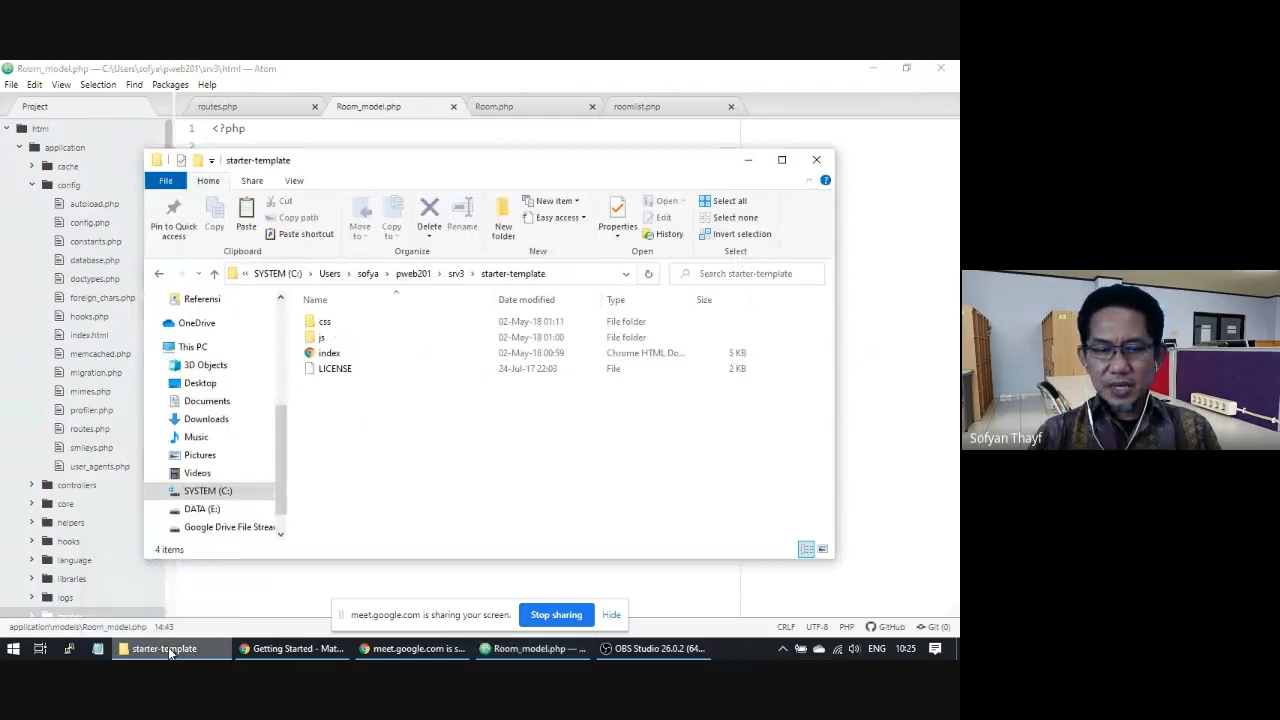 Room_model.php — C:\Users\sofya\pweb201\srv3\html — Atom
File Edit View Selection Find Packages Help
Project
routes.php
Room_model.php
Room.php
roomlist.php
html
application
cache
config
autoload.php
config.php
constants.php
database.php
doctypes.php
foreign_chars.php
hooks.php
index.html
memcached.php
migration.php
mimes.php
profiler.php
routes.php
smileys.php
user_agents.php
controllers
core
helpers
hooks
language
libraries
logs
1 <?php
starter-template
File Home Share View
Pin to Quick access
Copy
Paste
Cut
Copy path
Paste shortcut
Clipboard
Move to
Copy to
Delete
Rename
Organize
New folder
New item
Easy access
New
Properties
Open
Edit
History
Open
Select all
Select none
Invert selection
Select
« SYSTEM (C:) › Users › sofya › pweb201 › srv3 › starter-template
Search starter-template
Referensi
OneDrive
This PC
3D Objects
Desktop
Documents
Downloads
Music
Pictures
Videos
SYSTEM (C:)
DATA (E:)
Google Drive File Strea
Name Date modified Type Size
css 02-May-18 01:11 File folder
js 02-May-18 01:00 File folder
index 02-May-18 00:59 Chrome HTML Do... 5 KB
LICENSE 24-Jul-17 22:03 File 2 KB
4 items
Sofyan Thayf
meet.google.com is sharing your screen. Stop sharing Hide
application\models\Room_model.php 14:43
CRLF UTF-8 PHP GitHub Git (0)
starter-template
Getting Started - Mat...
meet.google.com is s...
Room_model.php — ...
OBS Studio 26.0.2 (64...
ENG 10:25